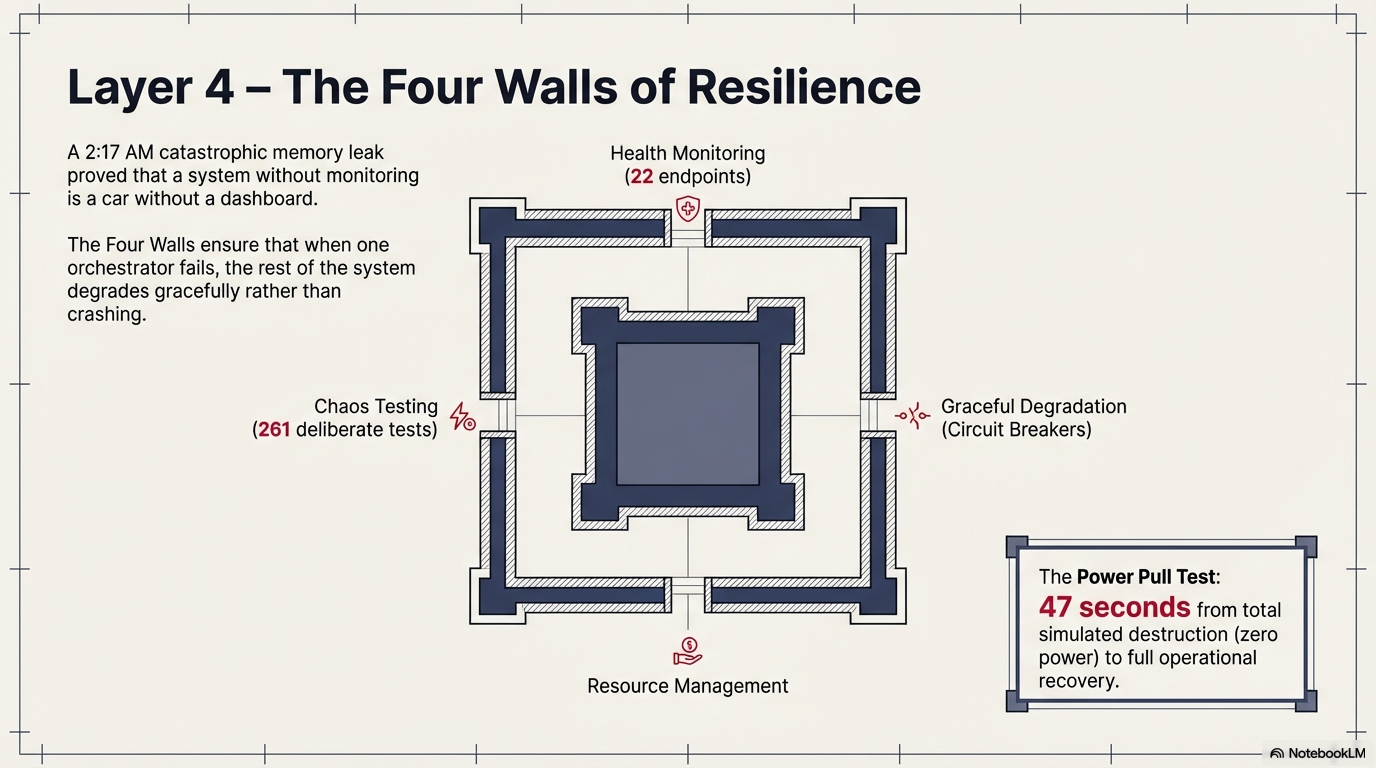 Layer 4 – The Four Walls of Resilience
A 2:17 AM catastrophic memory leak
proved that a system without monitoring
is a car without a dashboard.
The Four Walls ensure that when one
orchestrator fails, the rest of the system
degrades gracefully rather than
crashing.
Health Monitoring
(22 endpoints)
Chaos Testing
(261 deliberate tests)
Graceful Degradation
(Circuit Breakers)
$
Resource Management
The Power Pull Test:
47 seconds from total
simulated destruction (zero
power) to full operational
recovery.
NotebookLM